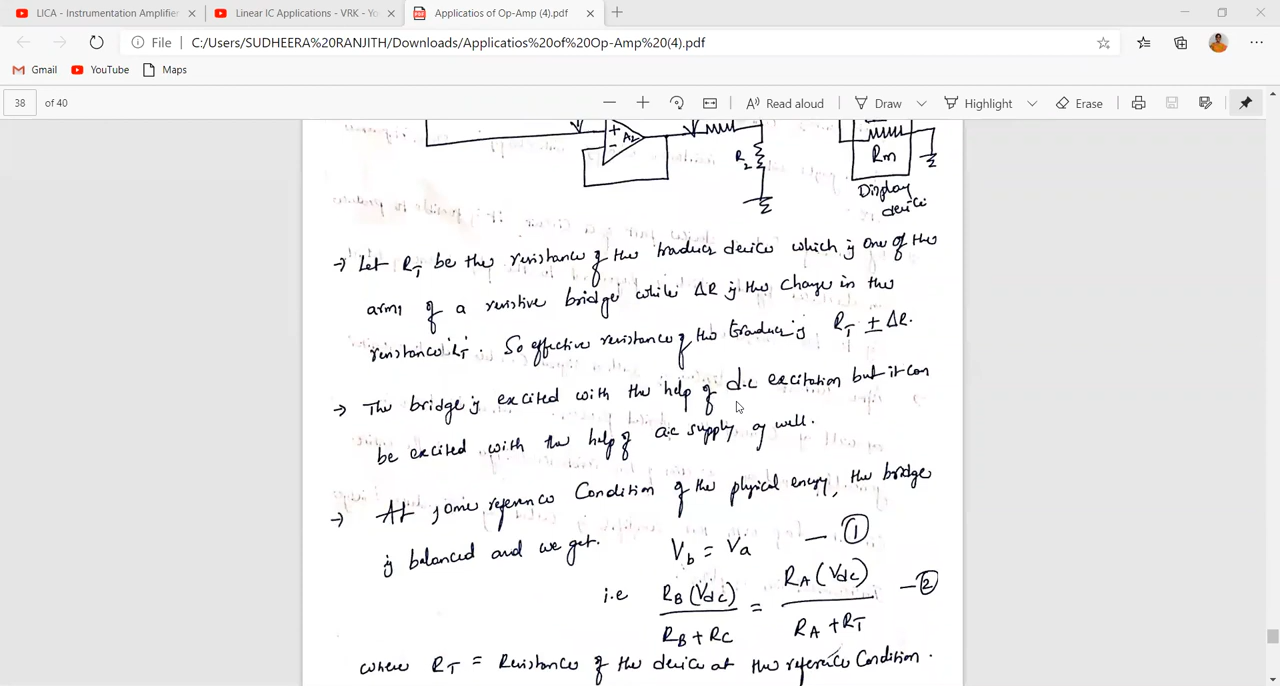 LICA - Instrumentation Amplifier
Linear IC Applications - VRK - Yo
Applicatios of Op-Amp (4).pdf
File
C:/Users/SUDHEERA%20RANJITH/Downloads/Applicatios%20of%20Op-Amp%20(4).pdf
Gmail YouTube Maps
38 of 40
Read aloud Draw Highlight Erase
+ A2
-
R2
Rm
Display
device
→ Let RT be the resistance of the traducer device which is one of the
arms of a resistive bridge while ΔR is the change in the
resistance 'RT'. So effective resistance of the traducer is RT ± ΔR.
→ The bridge is excited with the help of d.c excitation but it can
be excited with the help of a.c supply as well.
→ At some reference Condition of the physical energy, the bridge
is balanced and we get. Vb = Va — ①
i.e RB (Vdc) / RB + RC = RA (Vdc) / RA + RT — ②
where RT = Resistance of the device at the reference Condition.